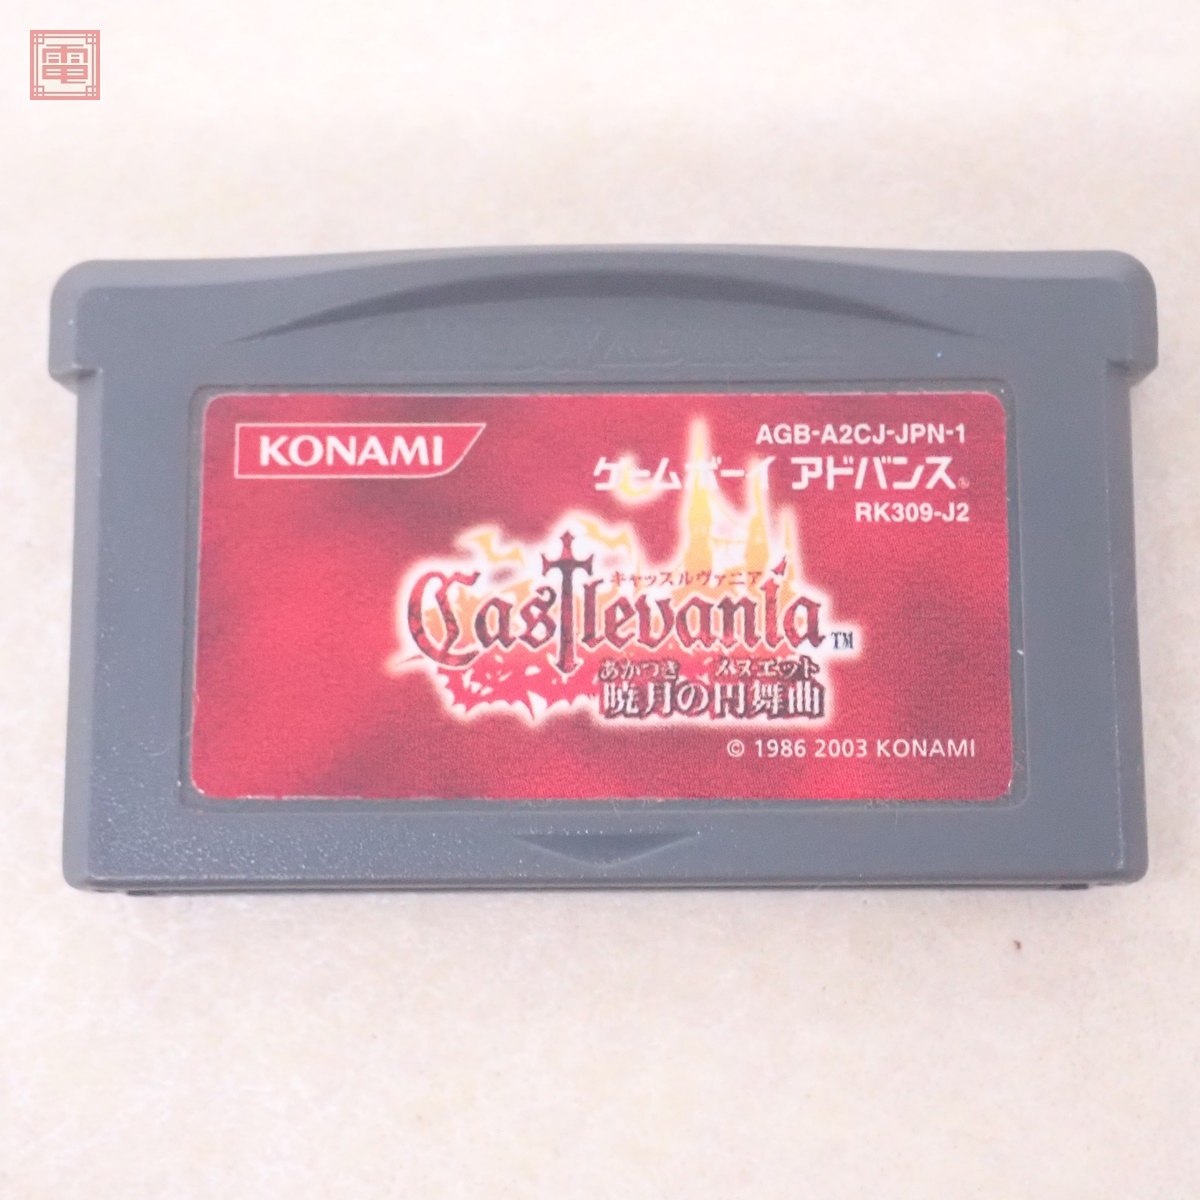 電
KONAMI
AGB-A2CJ-JPN-1
ゲームボーイ アドバンス
RK309-J2
キャッスルヴァニア
Castlevania™
あかつき メヌエット
暁月の円舞曲
© 1986 2003 KONAMI